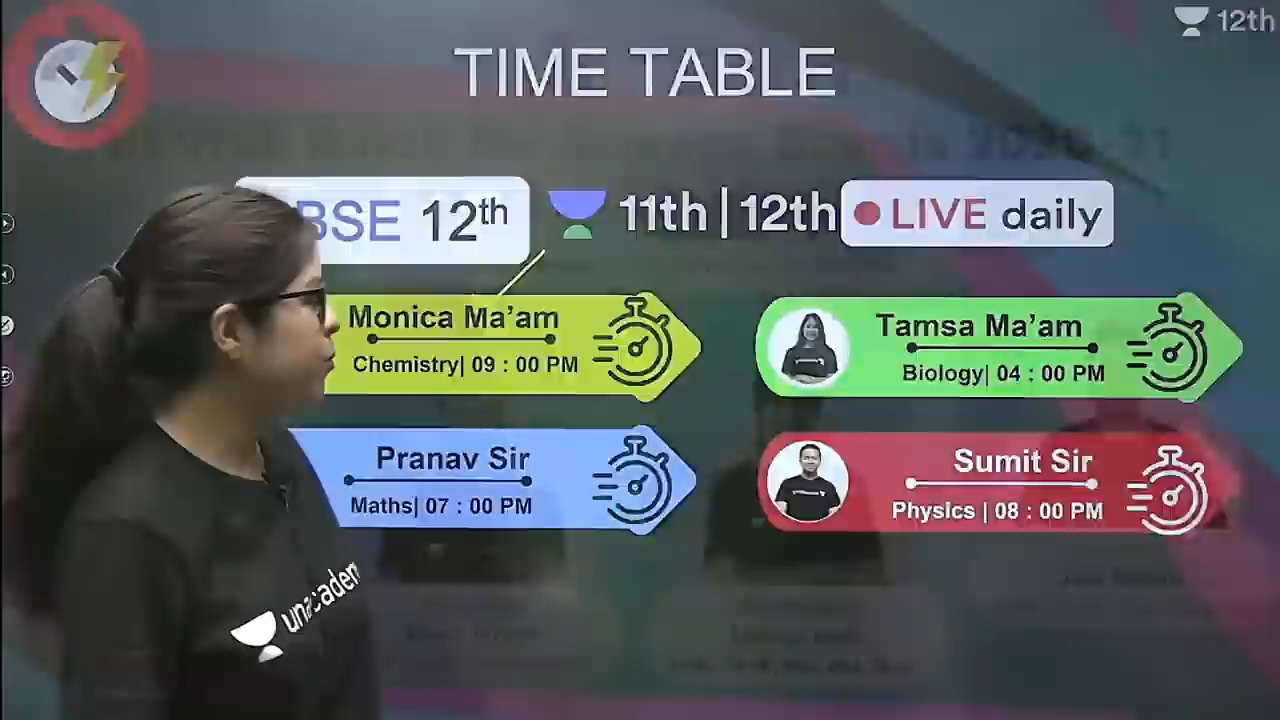 12th
TIME TABLE
BSE 12th
11th | 12th
LIVE daily
Monica Ma'am
Chemistry| 09 : 00 PM
Tamsa Ma'am
Biology| 04 : 00 PM
Pranav Sir
Maths| 07 : 00 PM
Sumit Sir
Physics | 08 : 00 PM
unacadem